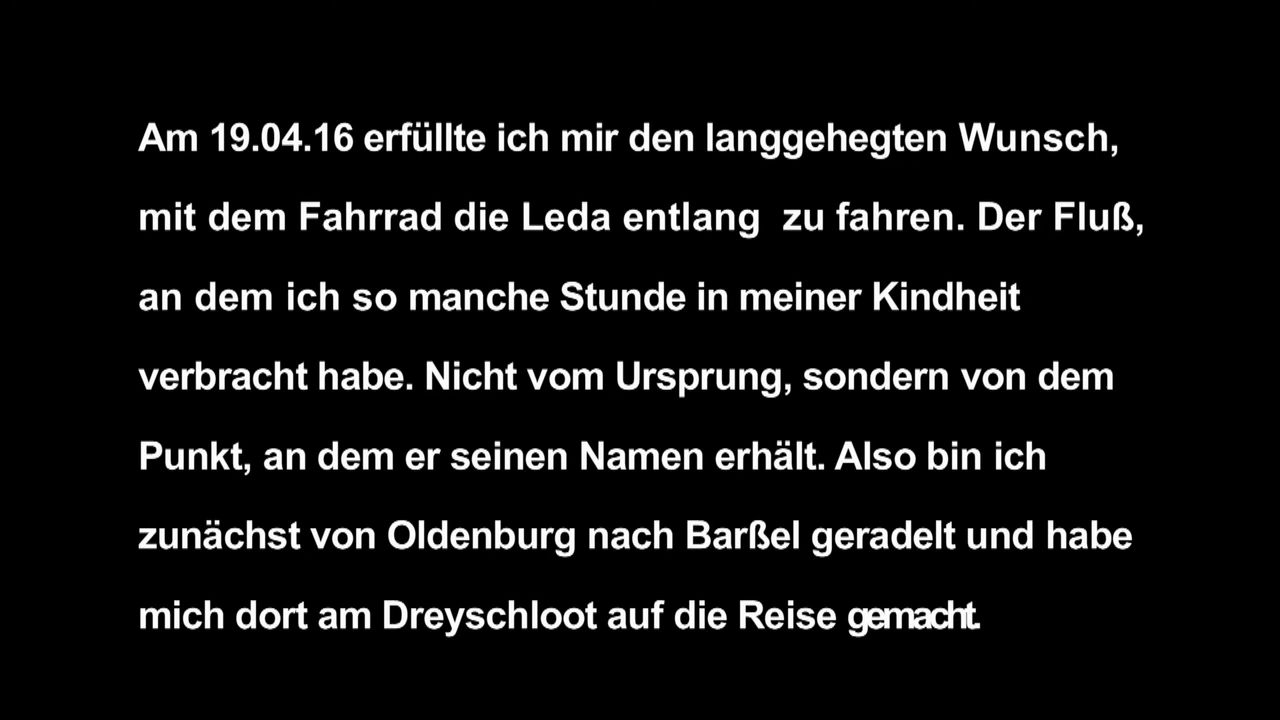 Am 19.04.16 erfüllte ich mir den langgehegten Wunsch,
mit dem Fahrrad die Leda entlang  zu fahren. Der Fluß,
an dem ich so manche Stunde in meiner Kindheit
verbracht habe. Nicht vom Ursprung, sondern von dem
Punkt, an dem er seinen Namen erhält. Also bin ich
zunächst von Oldenburg nach Barßel geradelt und habe
mich dort am Dreyschloot auf die Reise gemacht.